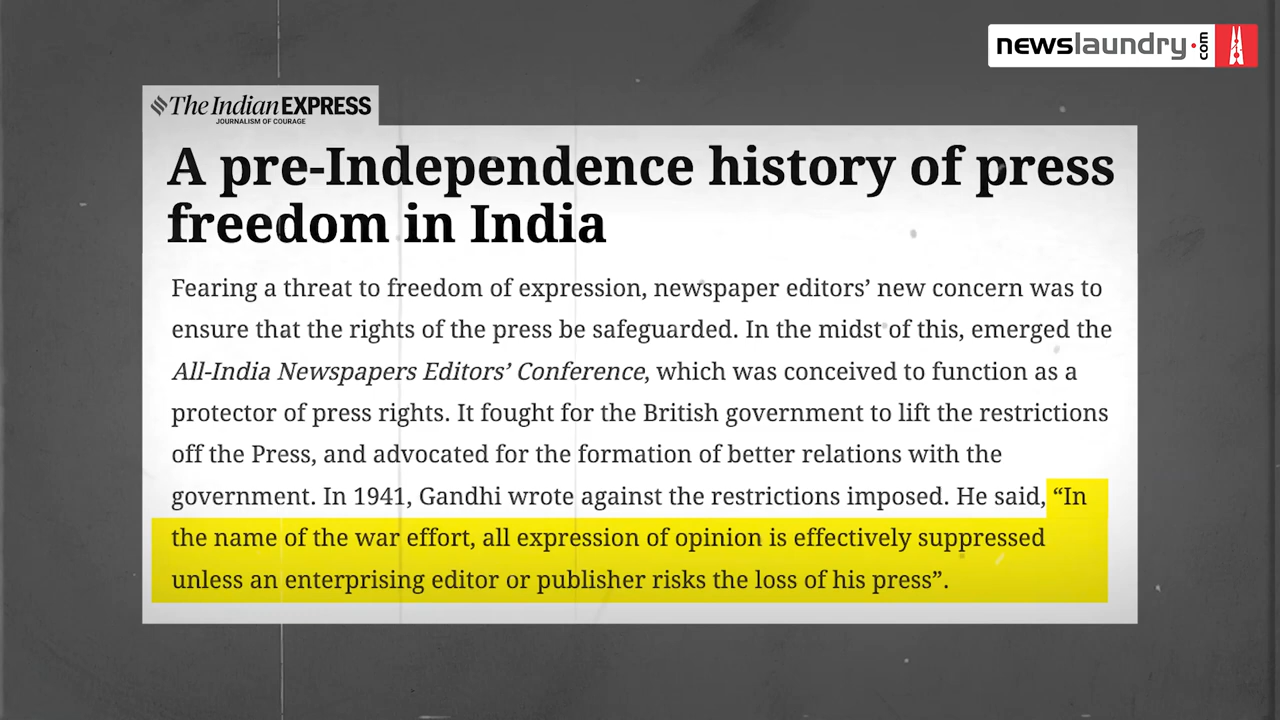 newslaundry.com
The Indian EXPRESS
JOURNALISM OF COURAGE
A pre-Independence history of press
freedom in India
Fearing a threat to freedom of expression, newspaper editors’ new concern was to
ensure that the rights of the press be safeguarded. In the midst of this, emerged the
All-India Newspapers Editors’ Conference, which was conceived to function as a
protector of press rights. It fought for the British government to lift the restrictions
off the Press, and advocated for the formation of better relations with the
government. In 1941, Gandhi wrote against the restrictions imposed. He said, “In
the name of the war effort, all expression of opinion is effectively suppressed
unless an enterprising editor or publisher risks the loss of his press”.